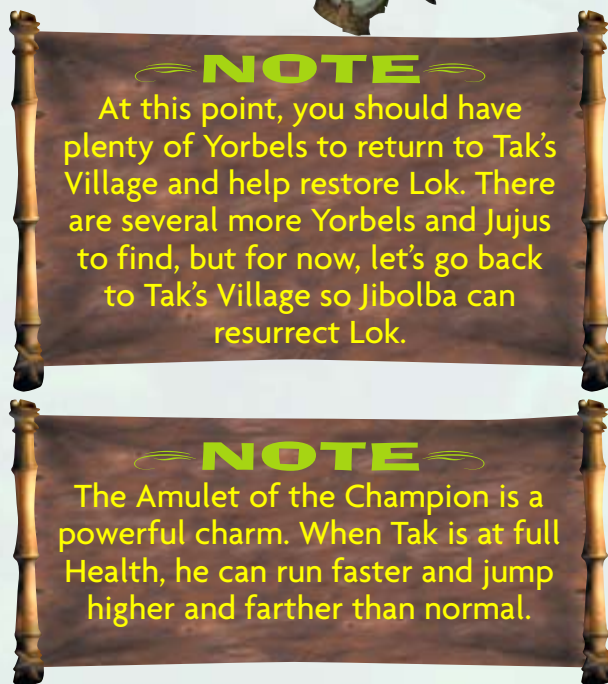 NOTE
At this point, you should have
plenty of Yorbels to return to Tak’s
Village and help restore Lok. There
are several more Yorbels and Jujus
to find, but for now, let’s go back
to Tak’s Village so Jibolba can
resurrect Lok.
NOTE
The Amulet of the Champion is a
powerful charm. When Tak is at full
Health, he can run faster and jump
higher and farther than normal.